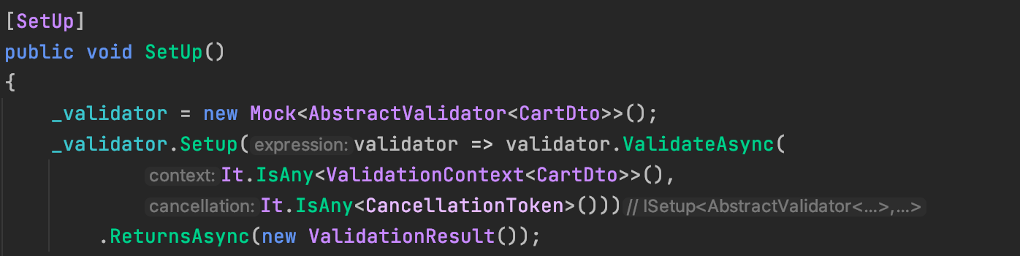 [SetUp]
public void SetUp()
{
_validator = new Mock<AbstractValidator<CartDto>>();
_validator.Setup( expression: validator => validator.ValidateAsync(
context: It.IsAny<ValidationContext<CartDto>>(),
cancellation: It.IsAny<CancellationToken>())) // ISetup<AbstractValidator<...>,...>
.ReturnsAsync(new ValidationResult());